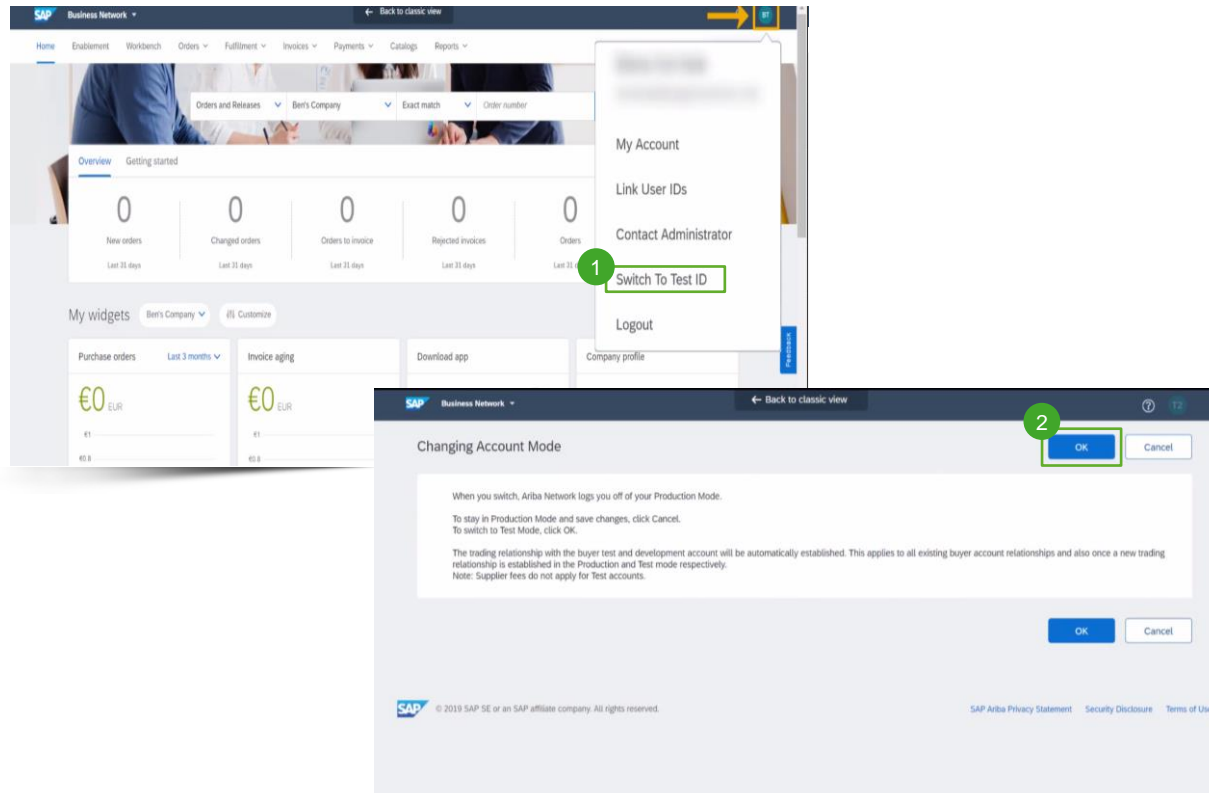 SAP Business Network
← Back to classic view
BT
Home Enablement Workbench Orders Fulfillment Invoices Payments Catalogs Reports
Orders and Releases Ben's Company Exact match Order number
My Account
Link User IDs
Contact Administrator
1
Switch To Test ID
Logout
Overview Getting started
0 0 0 0 0
New orders Changed orders Orders to invoice Rejected invoices Orders
Last 31 days Last 31 days Last 31 days Last 31 days Last 31
My widgets Ben's Company Customize
Feedback
Purchase orders Last 3 months Invoice aging Download app Company profile
€0 EUR €0 EUR
€1 €1
€0.8 €0.8
SAP Business Network
← Back to classic view
? T2
2
Changing Account Mode
OK Cancel
When you switch, Ariba Network logs you off of your Production Mode.
To stay in Production Mode and save changes, click Cancel.
To switch to Test Mode, click OK.
The trading relationship with the buyer test and development account will be automatically established. This applies to all existing buyer account relationships and also once a new trading
relationship is established in the Production and Test mode respectively.
Note: Supplier fees do not apply for Test accounts.
OK Cancel
SAP © 2019 SAP SE or an SAP affiliate company. All rights reserved.
SAP Ariba Privacy Statement Security Disclosure Terms of Use